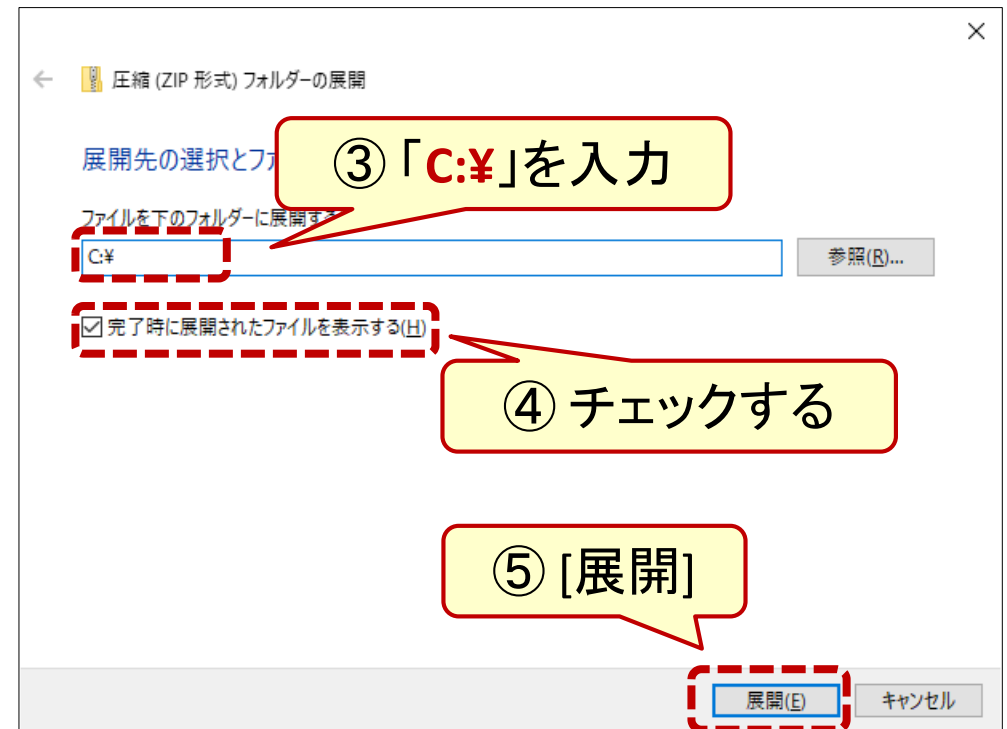 圧縮 (ZIP 形式) フォルダーの展開
展開先の選択とファ
③「C:¥」を入力
ファイルを下のフォルダーに展開する
C:¥
参照(R)...
完了時に展開されたファイルを表示する(H)
④ チェックする
⑤ [展開]
展開(E)
キャンセル